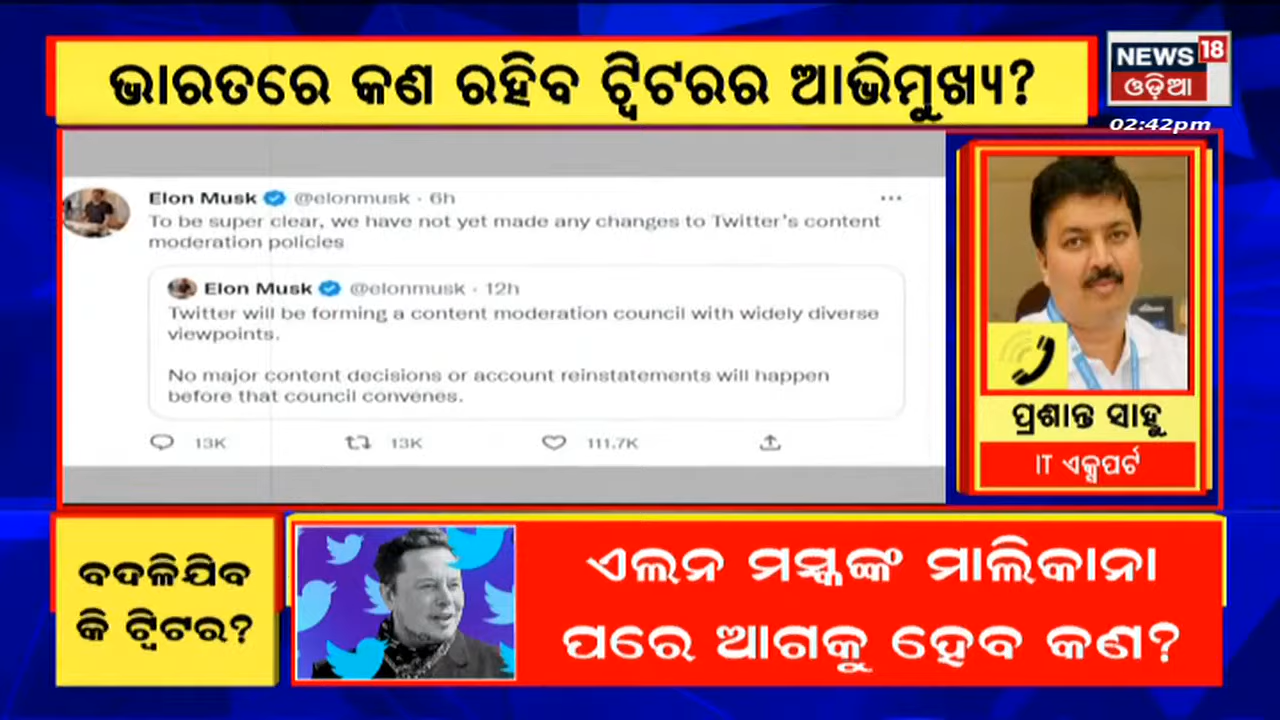 ଭାରତରେ କଣ ରହିବ ଟ୍ୱିଟରର ଆଭିମୁଖ୍ୟ?
NEWS 18
ଓଡ଼ିଆ
02:42pm
Elon Musk @elonmusk · 6h
To be super clear, we have not yet made any changes to Twitter's content
moderation policies
Elon Musk @elonmusk · 12h
Twitter will be forming a content moderation council with widely diverse
viewpoints.
No major content decisions or account reinstatements will happen
before that council convenes.
13K 13K 111.7K
ପ୍ରଶାନ୍ତ ସାହୁ
IT ଏକ୍ସପର୍ଟ
ବଦଳିଯିବ
କି ଟ୍ୱିଟର?
ଏଲନ ମସ୍କଙ୍କ ମାଲିକାନା
ପରେ ଆଗକୁ ହେବ କଣ?